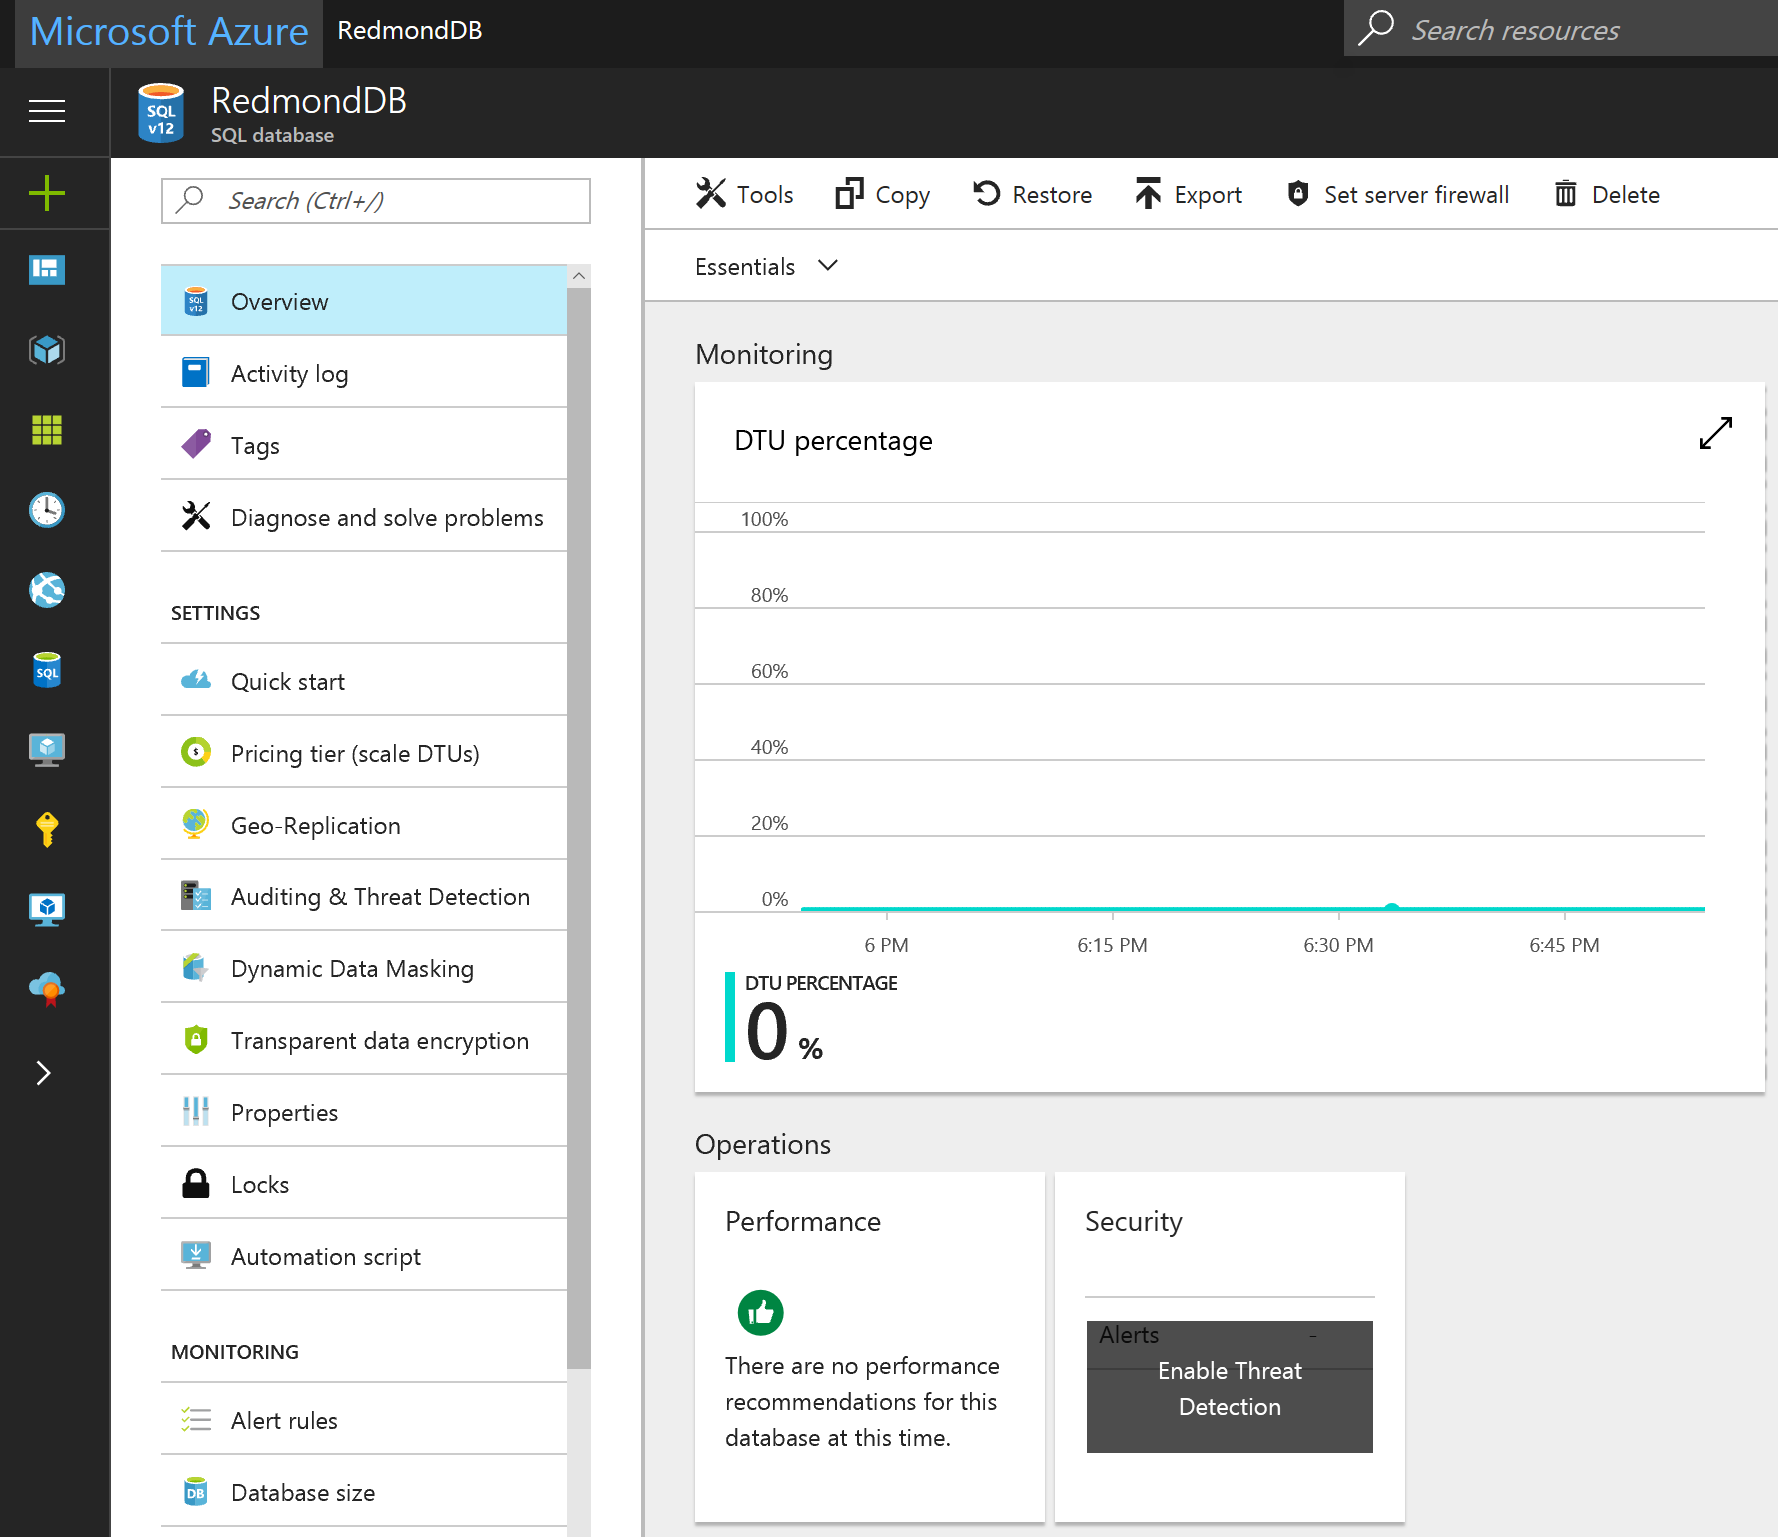 Microsoft Azure RedmondDB
Search resources
SQL
v12
RedmondDB
SQL database
Search (Ctrl+/)
SQL
v12
Overview
Activity log
Tags
Diagnose and solve problems
SETTINGS
Quick start
Pricing tier (scale DTUs)
Geo-Replication
Auditing & Threat Detection
Dynamic Data Masking
Transparent data encryption
Properties
Locks
Automation script
MONITORING
Alert rules
DB
Database size
SQL
Tools
Copy
Restore
Export
Set server firewall
Delete
Essentials
Monitoring
DTU percentage
100%
80%
60%
40%
20%
0%
6 PM
6:15 PM
6:30 PM
6:45 PM
DTU PERCENTAGE
0 %
Operations
Performance
There are no performance
recommendations for this
database at this time.
Security
Alerts -
Enable Threat
Detection